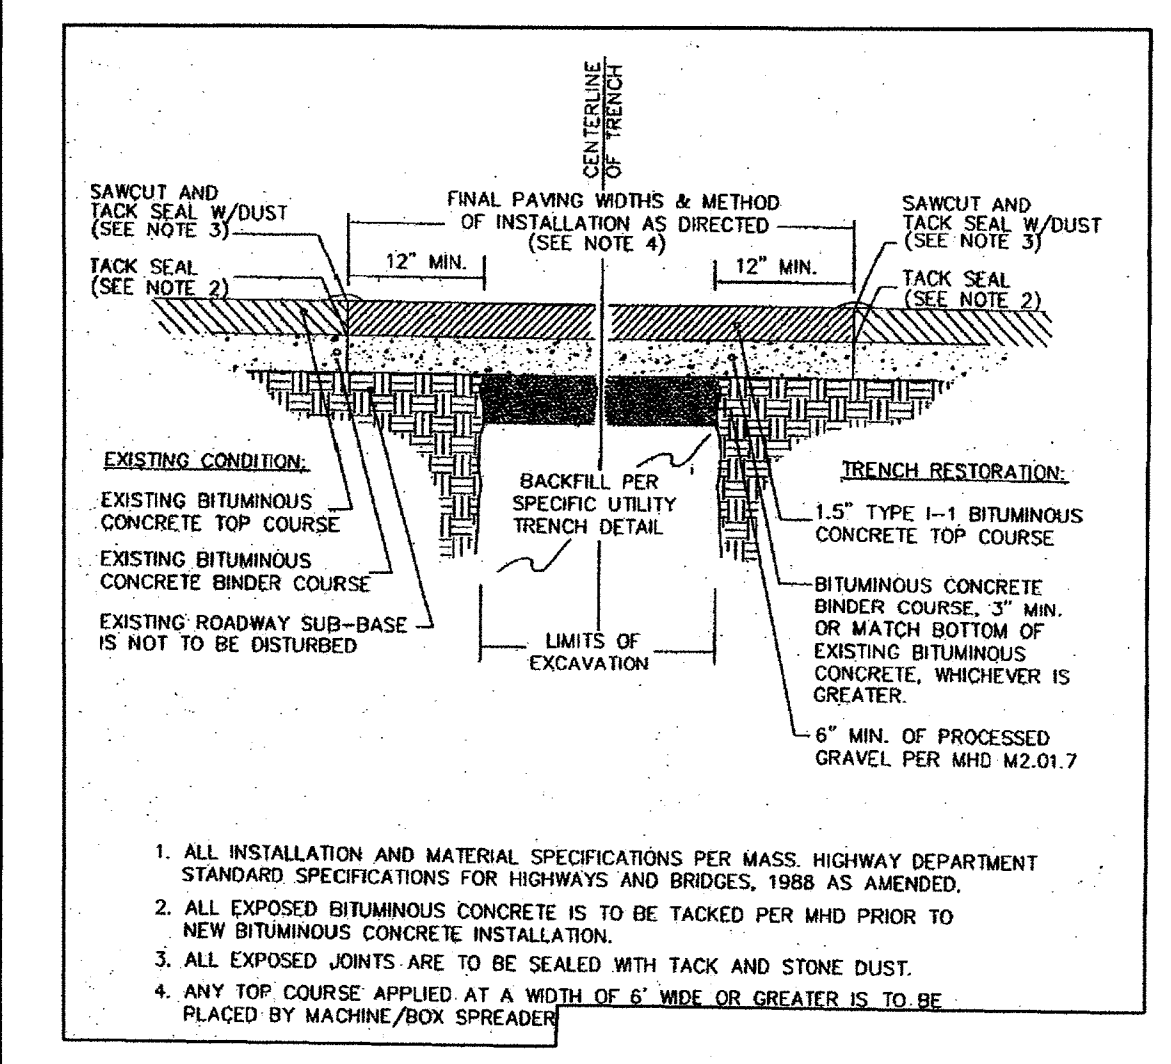 CENTERLINE
OF TRENCH
SAWCUT AND
TACK SEAL W/DUST
(SEE NOTE 3)
TACK SEAL
(SEE NOTE 2)
FINAL PAVING WIDTHS & METHOD
OF INSTALLATION AS DIRECTED
(SEE NOTE 4)
12" MIN.
12" MIN.
SAWCUT AND
TACK SEAL W/DUST
(SEE NOTE 3)
TACK SEAL
(SEE NOTE 2)
EXISTING CONDITION:
EXISTING BITUMINOUS
CONCRETE TOP COURSE
EXISTING BITUMINOUS
CONCRETE BINDER COURSE
EXISTING ROADWAY SUB-BASE
IS NOT TO BE DISTURBED
BACKFILL PER
SPECIFIC UTILITY
TRENCH DETAIL
LIMITS OF
EXCAVATION
TRENCH RESTORATION:
1.5" TYPE I-1 BITUMINOUS
CONCRETE TOP COURSE
BITUMINOUS CONCRETE
BINDER COURSE, 3" MIN.
OR MATCH BOTTOM OF
EXISTING BITUMINOUS
CONCRETE, WHICHEVER IS
GREATER.
6" MIN. OF PROCESSED
GRAVEL PER MHD M2.01.7
1. ALL INSTALLATION AND MATERIAL SPECIFICATIONS PER MASS. HIGHWAY DEPARTMENT
STANDARD SPECIFICATIONS FOR HIGHWAYS AND BRIDGES, 1988 AS AMENDED.
2. ALL EXPOSED BITUMINOUS CONCRETE IS TO BE TACKED PER MHD PRIOR TO
NEW BITUMINOUS CONCRETE INSTALLATION.
3. ALL EXPOSED JOINTS ARE TO BE SEALED WITH TACK AND STONE DUST.
4. ANY TOP COURSE APPLIED AT A WIDTH OF 6' WIDE OR GREATER IS TO BE
PLACED BY MACHINE/BOX SPREADER